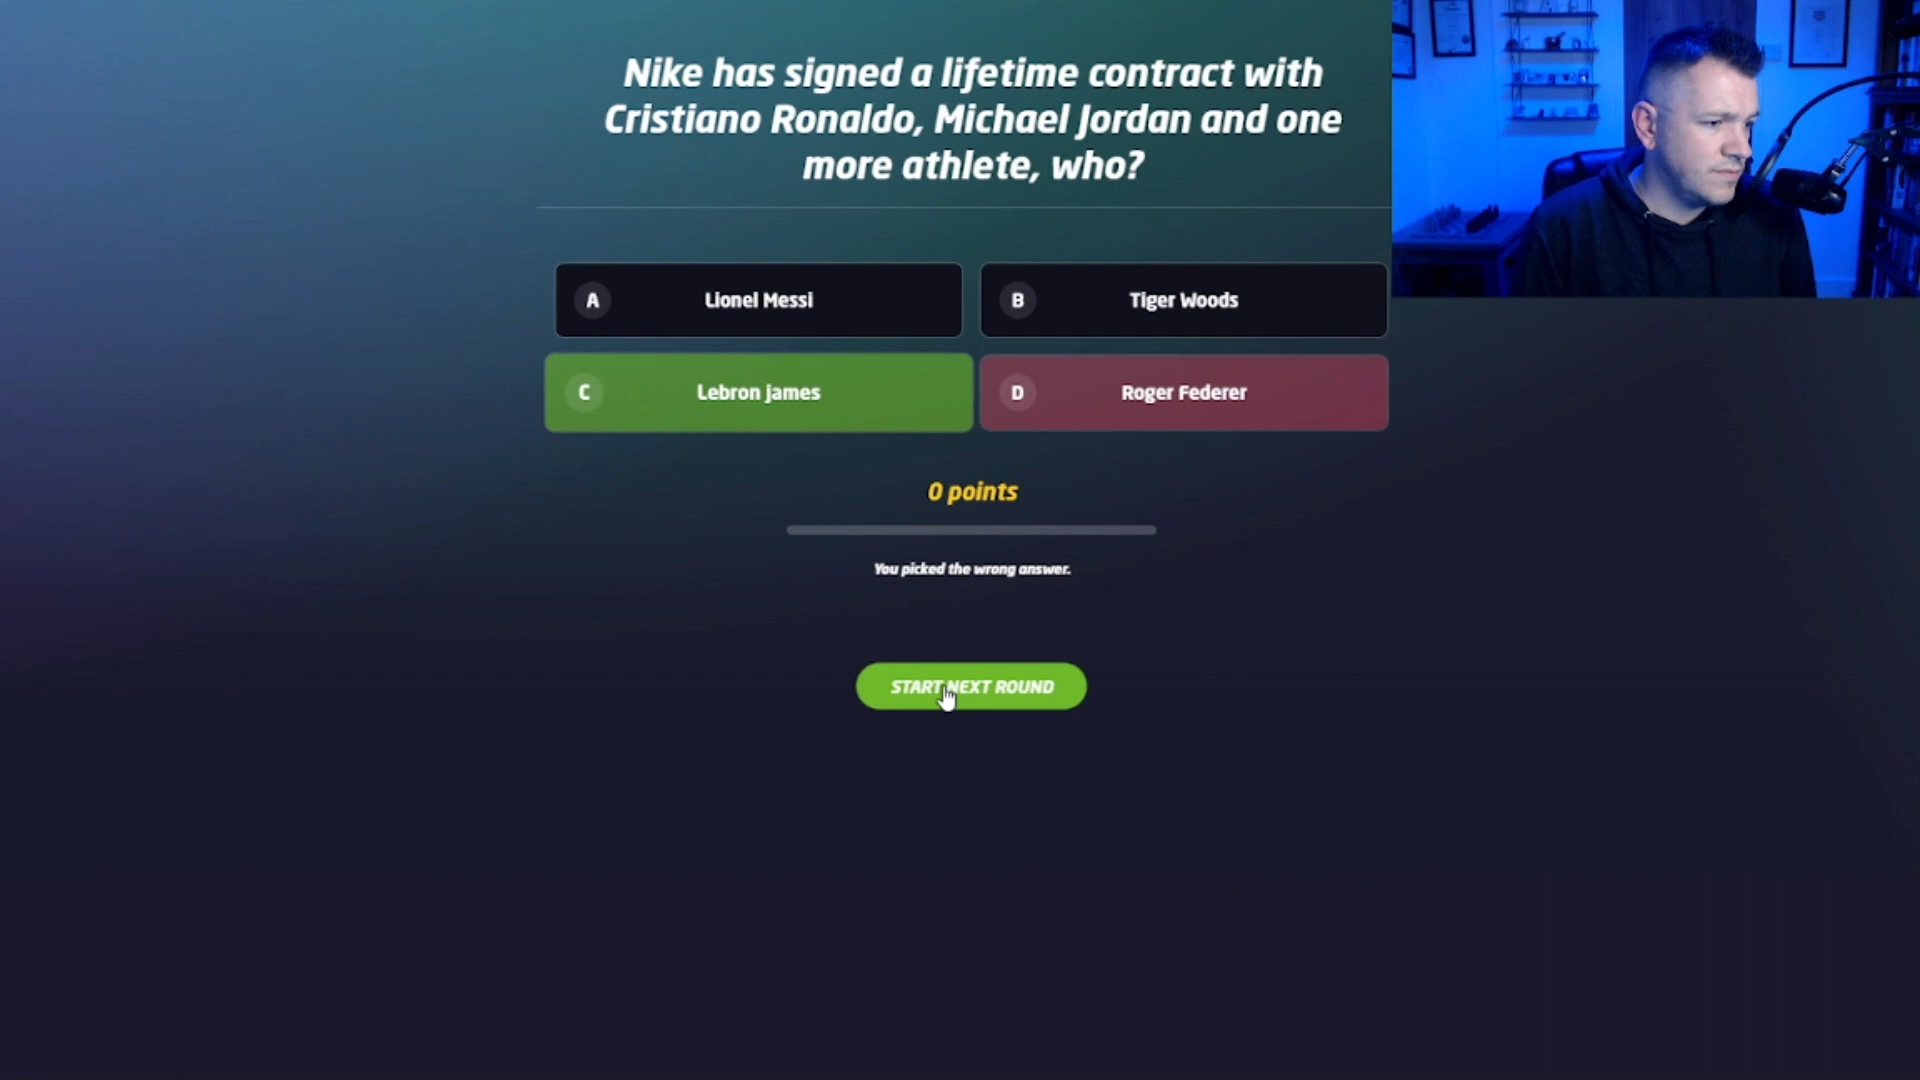 Nike has signed a lifetime contract with
Cristiano Ronaldo, Michael Jordan and one
more athlete, who?
A Lionel Messi
B Tiger Woods
C Lebron james
D Roger Federer
0 points
You picked the wrong answer.
START NEXT ROUND